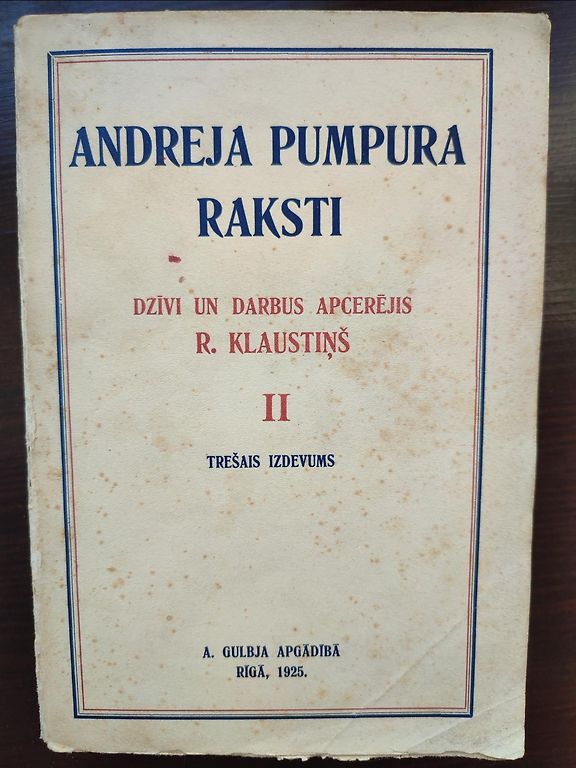 ANDREJA PUMPURA
RAKSTI
DZĪVI UN DARBUS APCERĒJIS
R. KLAUSTIŅŠ
II
TREŠAIS IZDEVUMS
A. GULBJA APGĀDĪBĀ
RĪGĀ, 1925.